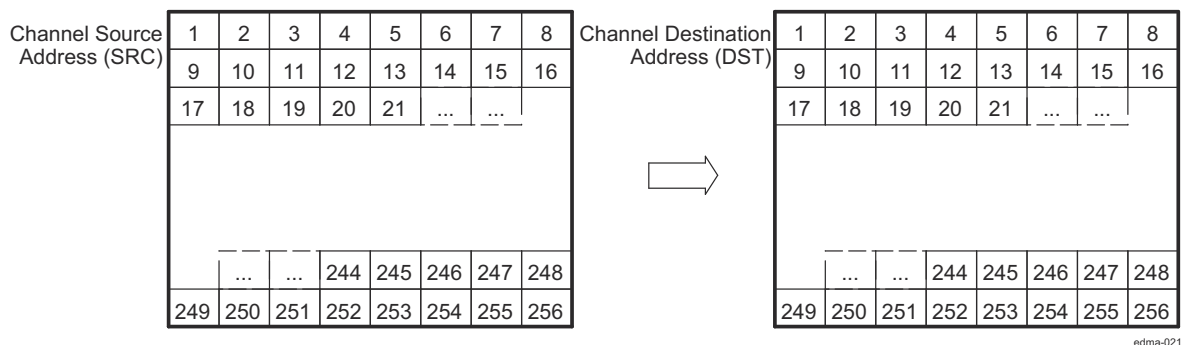 Channel Source Address (SRC) 1 2 3 4 5 6 7 8
9 10 11 12 13 14 15 16
17 18 19 20 21 ... ...
... ... 244 245 246 247 248
249 250 251 252 253 254 255 256
Channel Destination Address (DST) 1 2 3 4 5 6 7 8
9 10 11 12 13 14 15 16
17 18 19 20 21 ... ...
... ... 244 245 246 247 248
249 250 251 252 253 254 255 256
edma-021